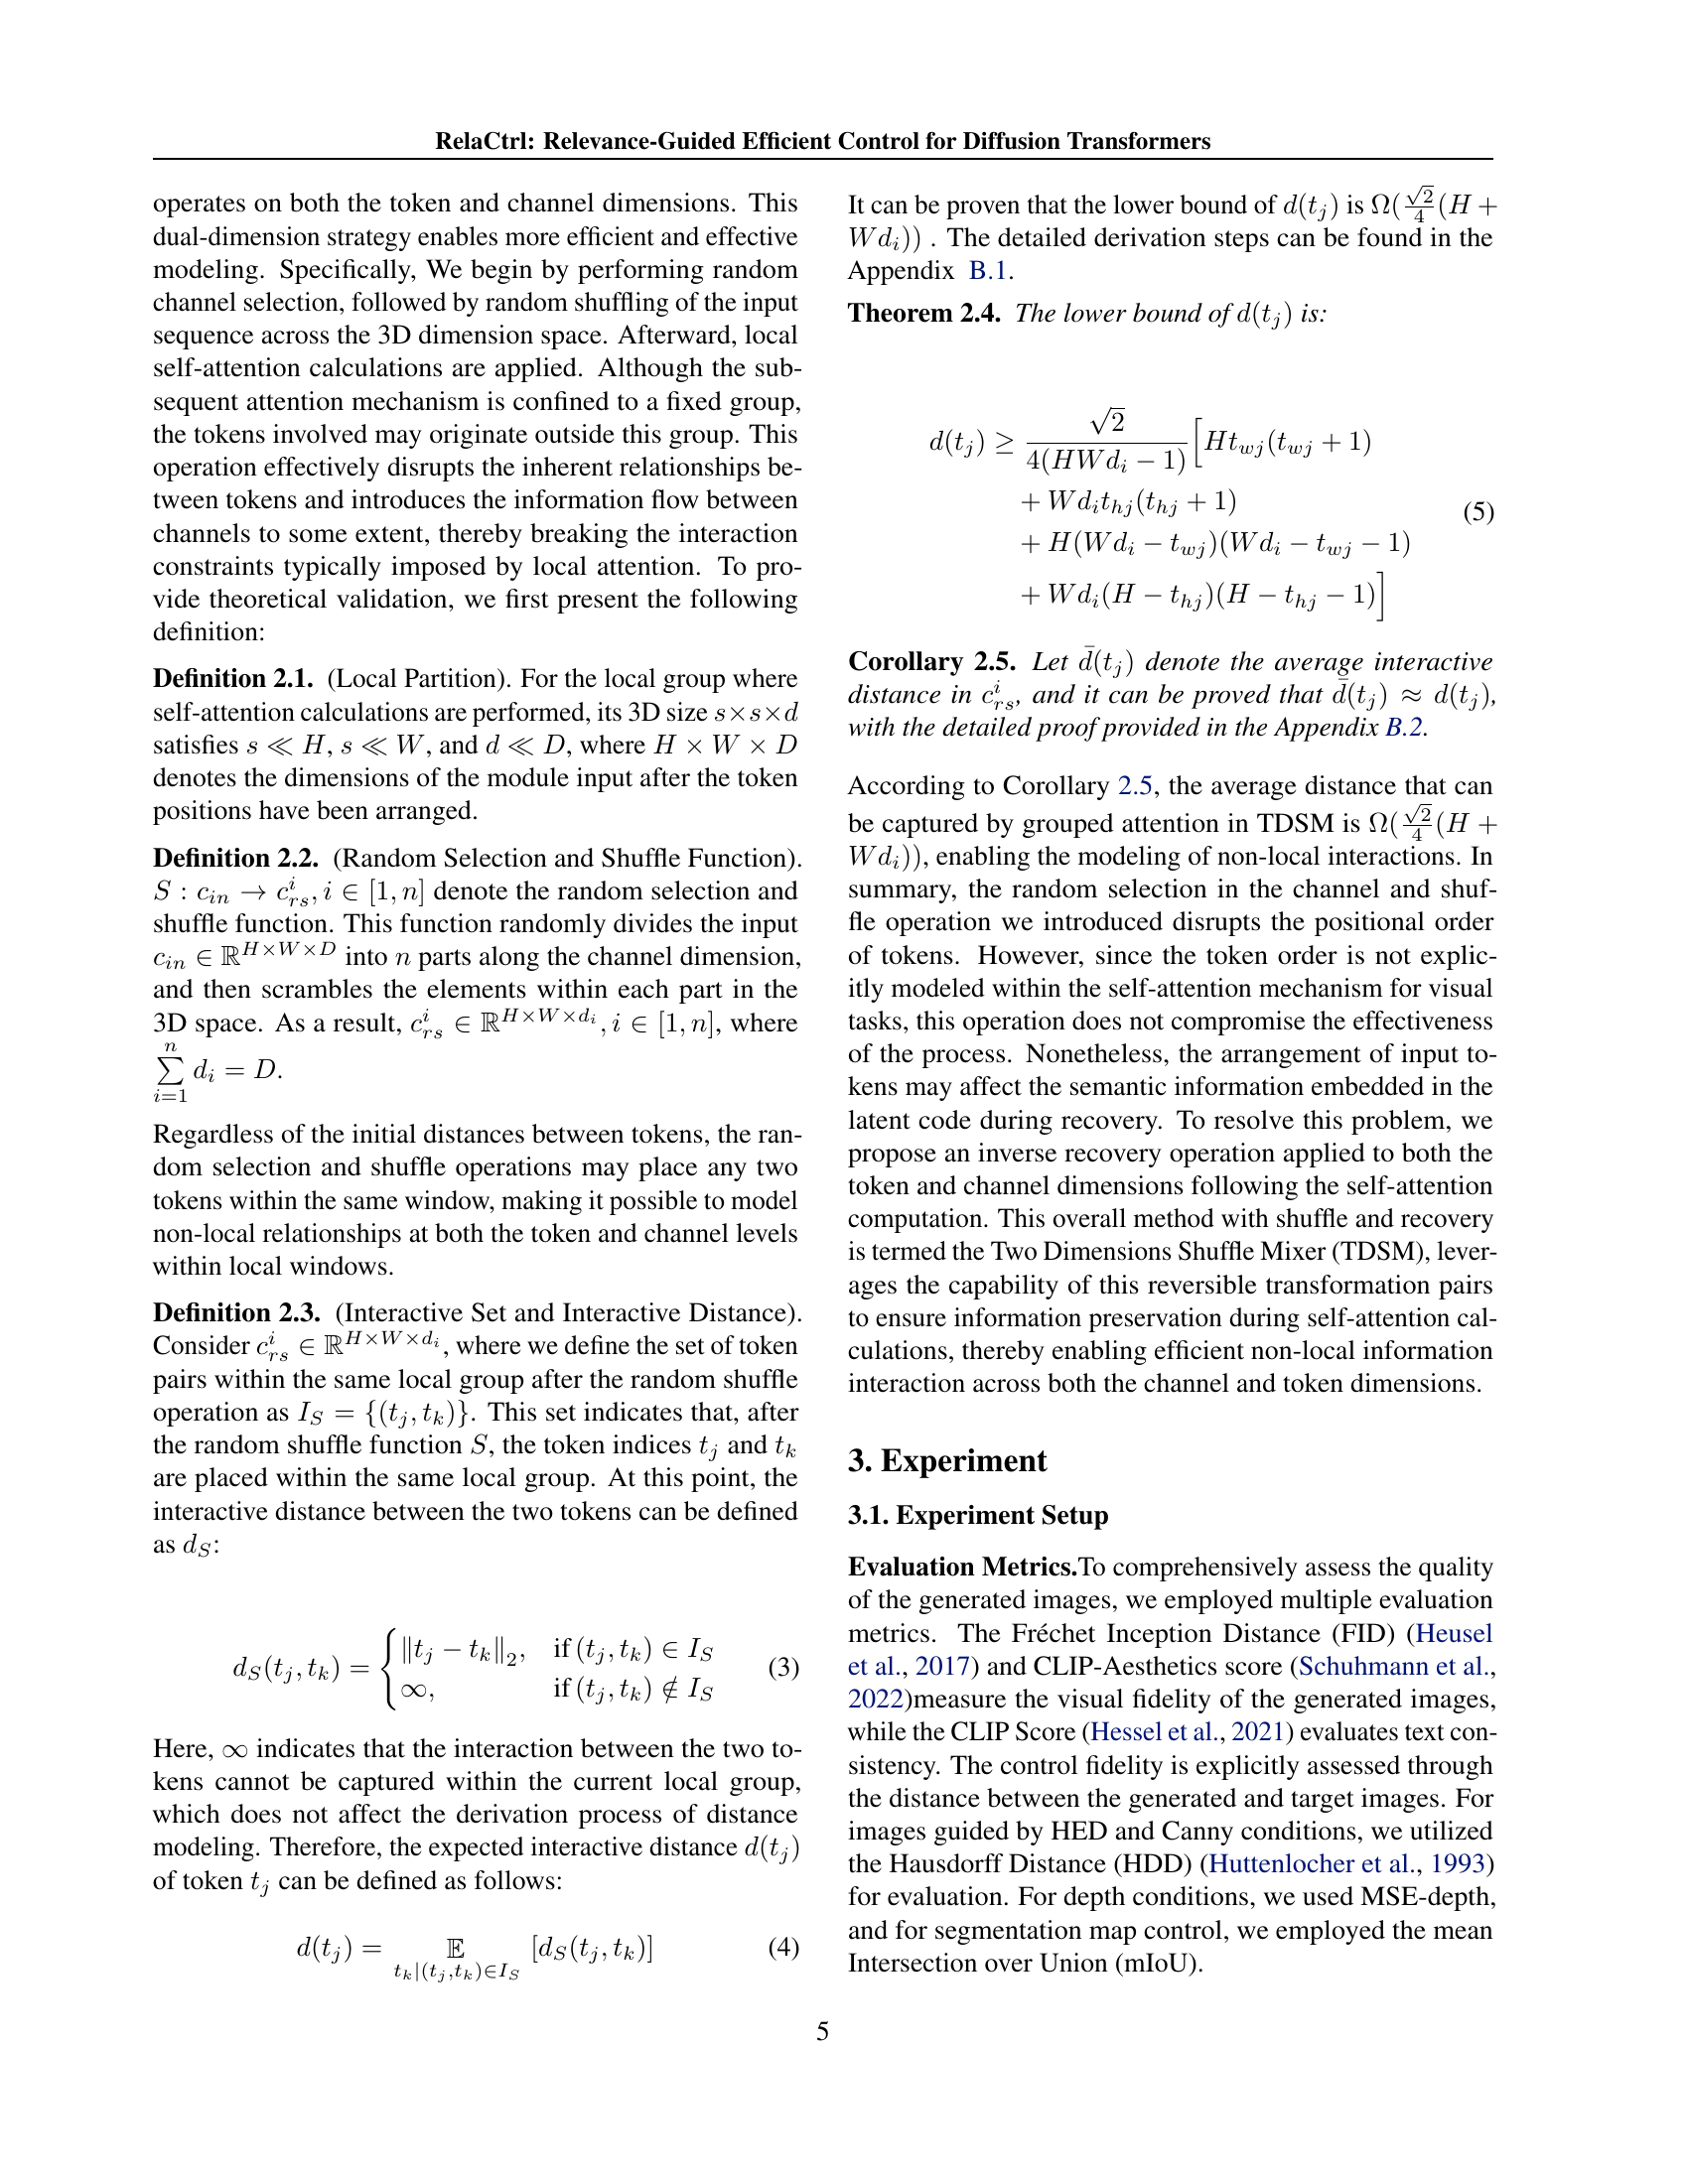 RelaCtrl: Relevance-Guided Efficient Control for Diffusion Transformers
operates on both the token and channel dimensions. This
dual-dimension strategy enables more efficient and effective
modeling. Specifically, We begin by performing random
channel selection, followed by random shuffling of the input
sequence across the 3D dimension space. Afterward, local
self-attention calculations are applied. Although the sub-
sequent attention mechanism is confined to a fixed group,
the tokens involved may originate outside this group. This
operation effectively disrupts the inherent relationships be-
tween tokens and introduces the information flow between
channels to some extent, thereby breaking the interaction
constraints typically imposed by local attention. To pro-
vide theoretical validation, we first present the following
definition:
Definition 2.1. (Local Partition). For the local group where
self-attention calculations are performed, its 3D size $s \times s \times d$
satisfies $s \ll H$, $s \ll W$, and $d \ll D$, where $H \times W \times D$
denotes the dimensions of the module input after the token
positions have been arranged.
Definition 2.2. (Random Selection and Shuffle Function).
$S : c_{in} \to c_{rs}^i, i \in [1, n]$ denote the random selection and
shuffle function. This function randomly divides the input
$c_{in} \in \mathbb{R}^{H \times W \times D}$ into $n$ parts along the channel dimension,
and then scrambles the elements within each part in the
3D space. As a result, $c_{rs}^i \in \mathbb{R}^{H \times W \times d_i}, i \in [1, n]$, where
$\sum_{i=1}^{n} d_i = D$.
Regardless of the initial distances between tokens, the ran-
dom selection and shuffle operations may place any two
tokens within the same window, making it possible to model
non-local relationships at both the token and channel levels
within local windows.
Definition 2.3. (Interactive Set and Interactive Distance).
Consider $c_{rs}^i \in \mathbb{R}^{H \times W \times d_i}$, where we define the set of token
pairs within the same local group after the random shuffle
operation as $I_S = \{(t_j, t_k)\}$. This set indicates that, after
the random shuffle function $S$, the token indices $t_j$ and $t_k$
are placed within the same local group. At this point, the
interactive distance between the two tokens can be defined
as $d_S$:
$d_S(t_j, t_k) = \begin{cases} \|t_j - t_k\|_2, & \text{if } (t_j, t_k) \in I_S \\ \infty, & \text{if } (t_j, t_k) \notin I_S \end{cases}$ (3)
Here, $\infty$ indicates that the interaction between the two to-
kens cannot be captured within the current local group,
which does not affect the derivation process of distance
modeling. Therefore, the expected interactive distance $d(t_j)$
of token $t_j$ can be defined as follows:
$d(t_j) = \mathbb{E}_{t_k|(t_j,t_k) \in I_S} [d_S(t_j, t_k)]$ (4)
It can be proven that the lower bound of $d(t_j)$ is $\Omega(\frac{\sqrt{2}}{4}(H +$
$Wd_i))$ . The detailed derivation steps can be found in the
Appendix B.1.
Theorem 2.4. The lower bound of $d(t_j)$ is:
$d(t_j) \geq \frac{\sqrt{2}}{4(HWd_i - 1)} \Big[ Ht_{wj}(t_{wj} + 1)$
$+ Wd_i t_{hj}(t_{hj} + 1)$
$+ H(Wd_i - t_{wj})(Wd_i - t_{wj} - 1)$ (5)
$+ Wd_i(H - t_{hj})(H - t_{hj} - 1) \Big]$
Corollary 2.5. Let $\bar{d}(t_j)$ denote the average interactive
distance in $c_{rs}^i$, and it can be proved that $\bar{d}(t_j) \approx d(t_j)$,
with the detailed proof provided in the Appendix B.2.
According to Corollary 2.5, the average distance that can
be captured by grouped attention in TDSM is $\Omega(\frac{\sqrt{2}}{4}(H +$
$Wd_i))$, enabling the modeling of non-local interactions. In
summary, the random selection in the channel and shuf-
fle operation we introduced disrupts the positional order
of tokens. However, since the token order is not explic-
itly modeled within the self-attention mechanism for visual
tasks, this operation does not compromise the effectiveness
of the process. Nonetheless, the arrangement of input to-
kens may affect the semantic information embedded in the
latent code during recovery. To resolve this problem, we
propose an inverse recovery operation applied to both the
token and channel dimensions following the self-attention
computation. This overall method with shuffle and recovery
is termed the Two Dimensions Shuffle Mixer (TDSM), lever-
ages the capability of this reversible transformation pairs
to ensure information preservation during self-attention cal-
culations, thereby enabling efficient non-local information
interaction across both the channel and token dimensions.
3. Experiment
3.1. Experiment Setup
Evaluation Metrics.To comprehensively assess the quality
of the generated images, we employed multiple evaluation
metrics. The Fréchet Inception Distance (FID) (Heusel
et al., 2017) and CLIP-Aesthetics score (Schuhmann et al.,
2022)measure the visual fidelity of the generated images,
while the CLIP Score (Hessel et al., 2021) evaluates text con-
sistency. The control fidelity is explicitly assessed through
the distance between the generated and target images. For
images guided by HED and Canny conditions, we utilized
the Hausdorff Distance (HDD) (Huttenlocher et al., 1993)
for evaluation. For depth conditions, we used MSE-depth,
and for segmentation map control, we employed the mean
Intersection over Union (mIoU).
5